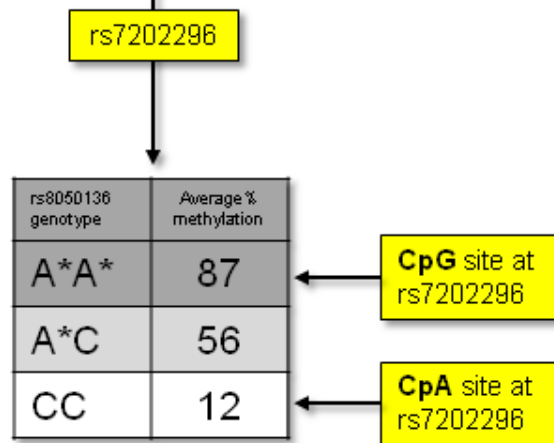 rs7202296
rs8050136 genotype
Average % methylation
A*A* 87
CpG site at
rs7202296
A*C 56
CC 12
CpA site at
rs7202296